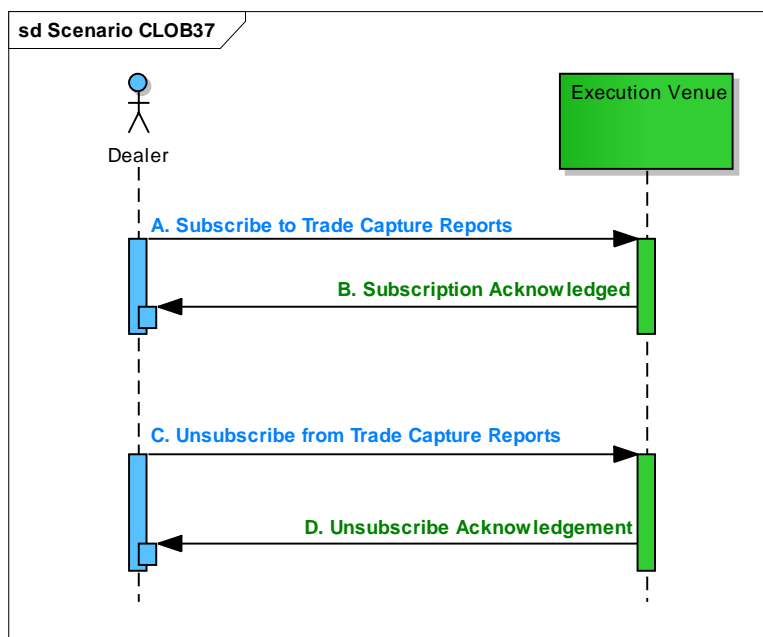 sd Scenario CLOB37
Execution Venue
Dealer
A. Subscribe to Trade Capture Reports
B. Subscription Acknowledged
C. Unsubscribe from Trade Capture Reports
D. Unsubscribe Acknowledgement